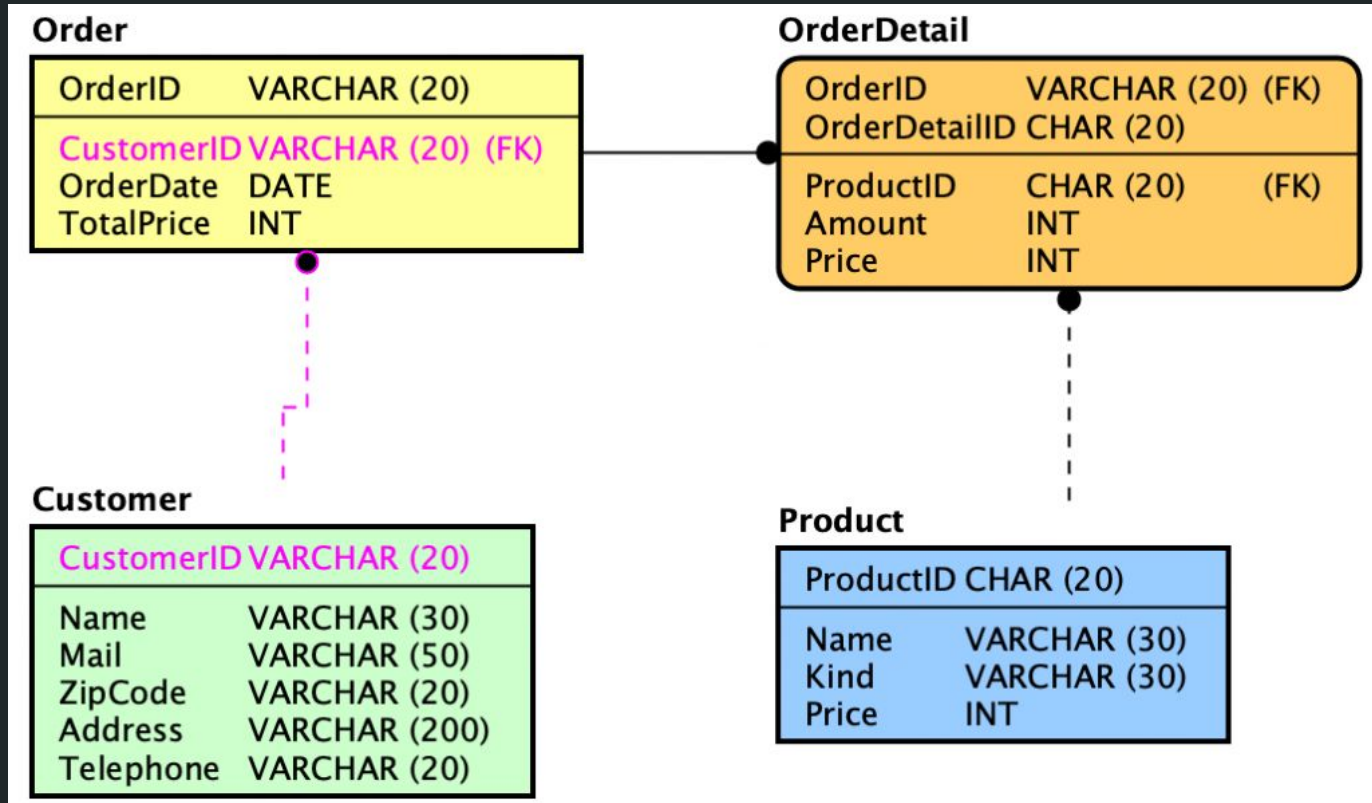 Order
OrderID VARCHAR (20)
CustomerID VARCHAR (20) (FK)
OrderDate DATE
TotalPrice INT
OrderDetail
OrderID VARCHAR (20) (FK)
OrderDetailID CHAR (20)
ProductID CHAR (20) (FK)
Amount INT
Price INT
Customer
CustomerID VARCHAR (20)
Name VARCHAR (30)
Mail VARCHAR (50)
ZipCode VARCHAR (20)
Address VARCHAR (200)
Telephone VARCHAR (20)
Product
ProductID CHAR (20)
Name VARCHAR (30)
Kind VARCHAR (30)
Price INT